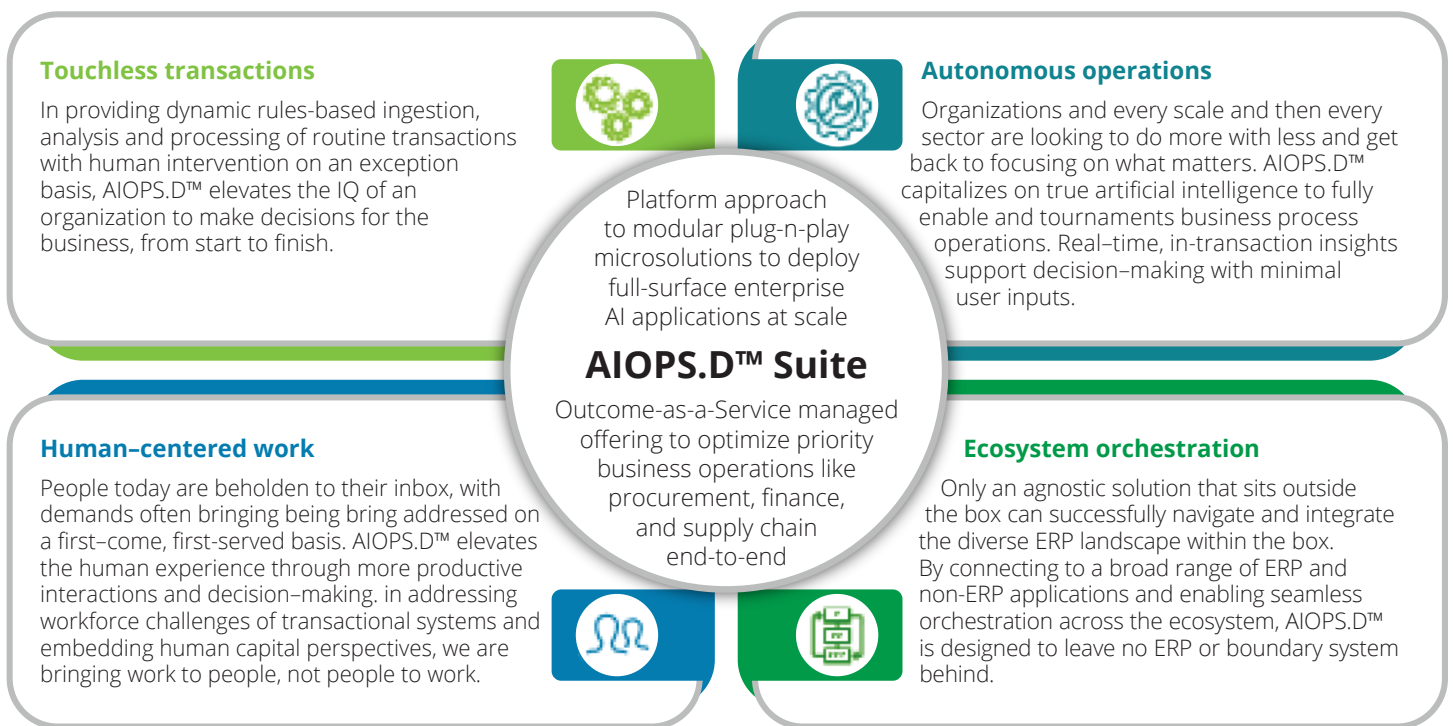 Touchless transactions
In providing dynamic rules-based ingestion,
analysis and processing of routine transactions
with human intervention on an exception
basis, AIOPS.D™ elevates the IQ of an
organization to make decisions for the
business, from start to finish.
Autonomous operations
Organizations and every scale and then every
sector are looking to do more with less and get
back to focusing on what matters. AIOPS.D™
capitalizes on true artificial intelligence to fully
enable and tournaments business process
operations. Real–time, in-transaction insights
support decision–making with minimal
user inputs.
Platform approach
to modular plug-n-play
microsolutions to deploy
full-surface enterprise
AI applications at scale
AIOPS.D™ Suite
Outcome-as-a-Service managed
offering to optimize priority
business operations like
procurement, finance,
and supply chain
end-to-end
Human–centered work
People today are beholden to their inbox, with
demands often bringing being bring addressed on
a first–come, first-served basis. AIOPS.D™ elevates
the human experience through more productive
interactions and decision–making. in addressing
workforce challenges of transactional systems and
embedding human capital perspectives, we are
bringing work to people, not people to work.
Ecosystem orchestration
Only an agnostic solution that sits outside
the box can successfully navigate and integrate
the diverse ERP landscape within the box.
By connecting to a broad range of ERP and
non-ERP applications and enabling seamless
orchestration across the ecosystem, AIOPS.D™
is designed to leave no ERP or boundary system
behind.